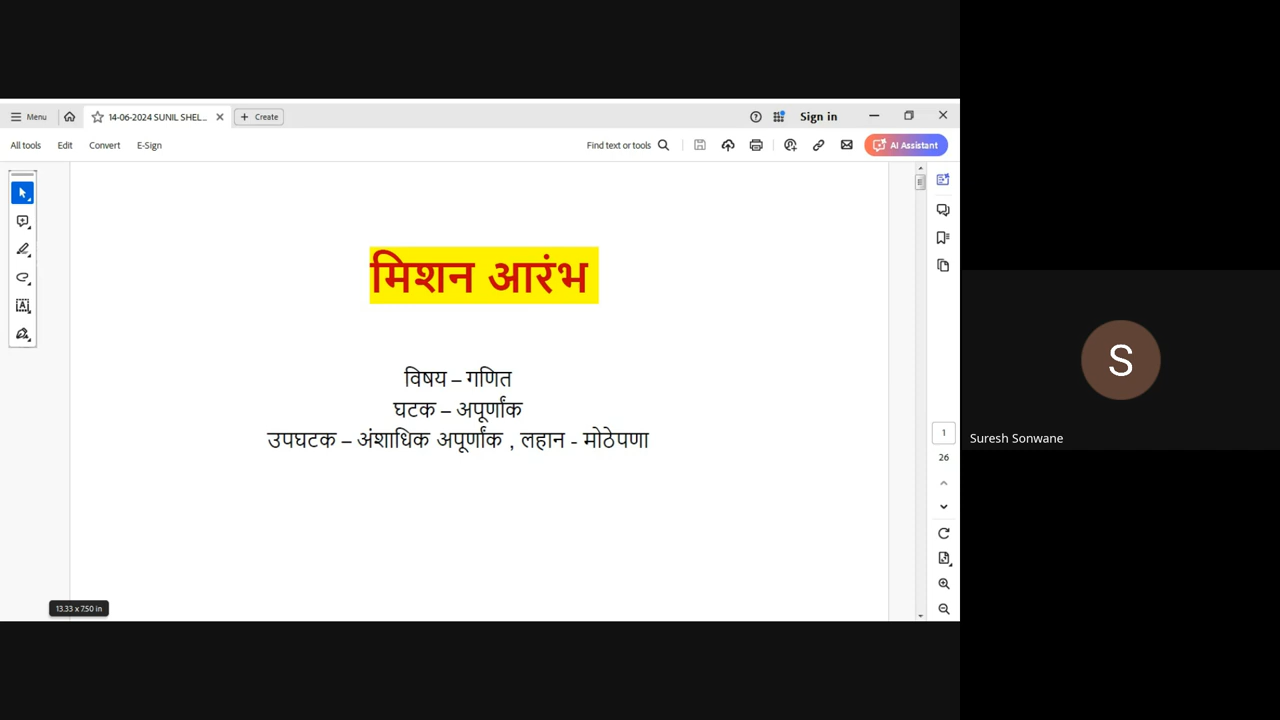 Menu
14-06-2024 SUNIL SHEL...
Create
Sign in
All tools
Edit
Convert
E-Sign
Find text or tools
AI Assistant
मिशन आरंभ
विषय – गणित
घटक – अपूर्णांक
उपघटक – अंशाधिक अपूर्णांक , लहान - मोठेपणा
1
26
13.33 x 7.50 in
S
Suresh Sonwane